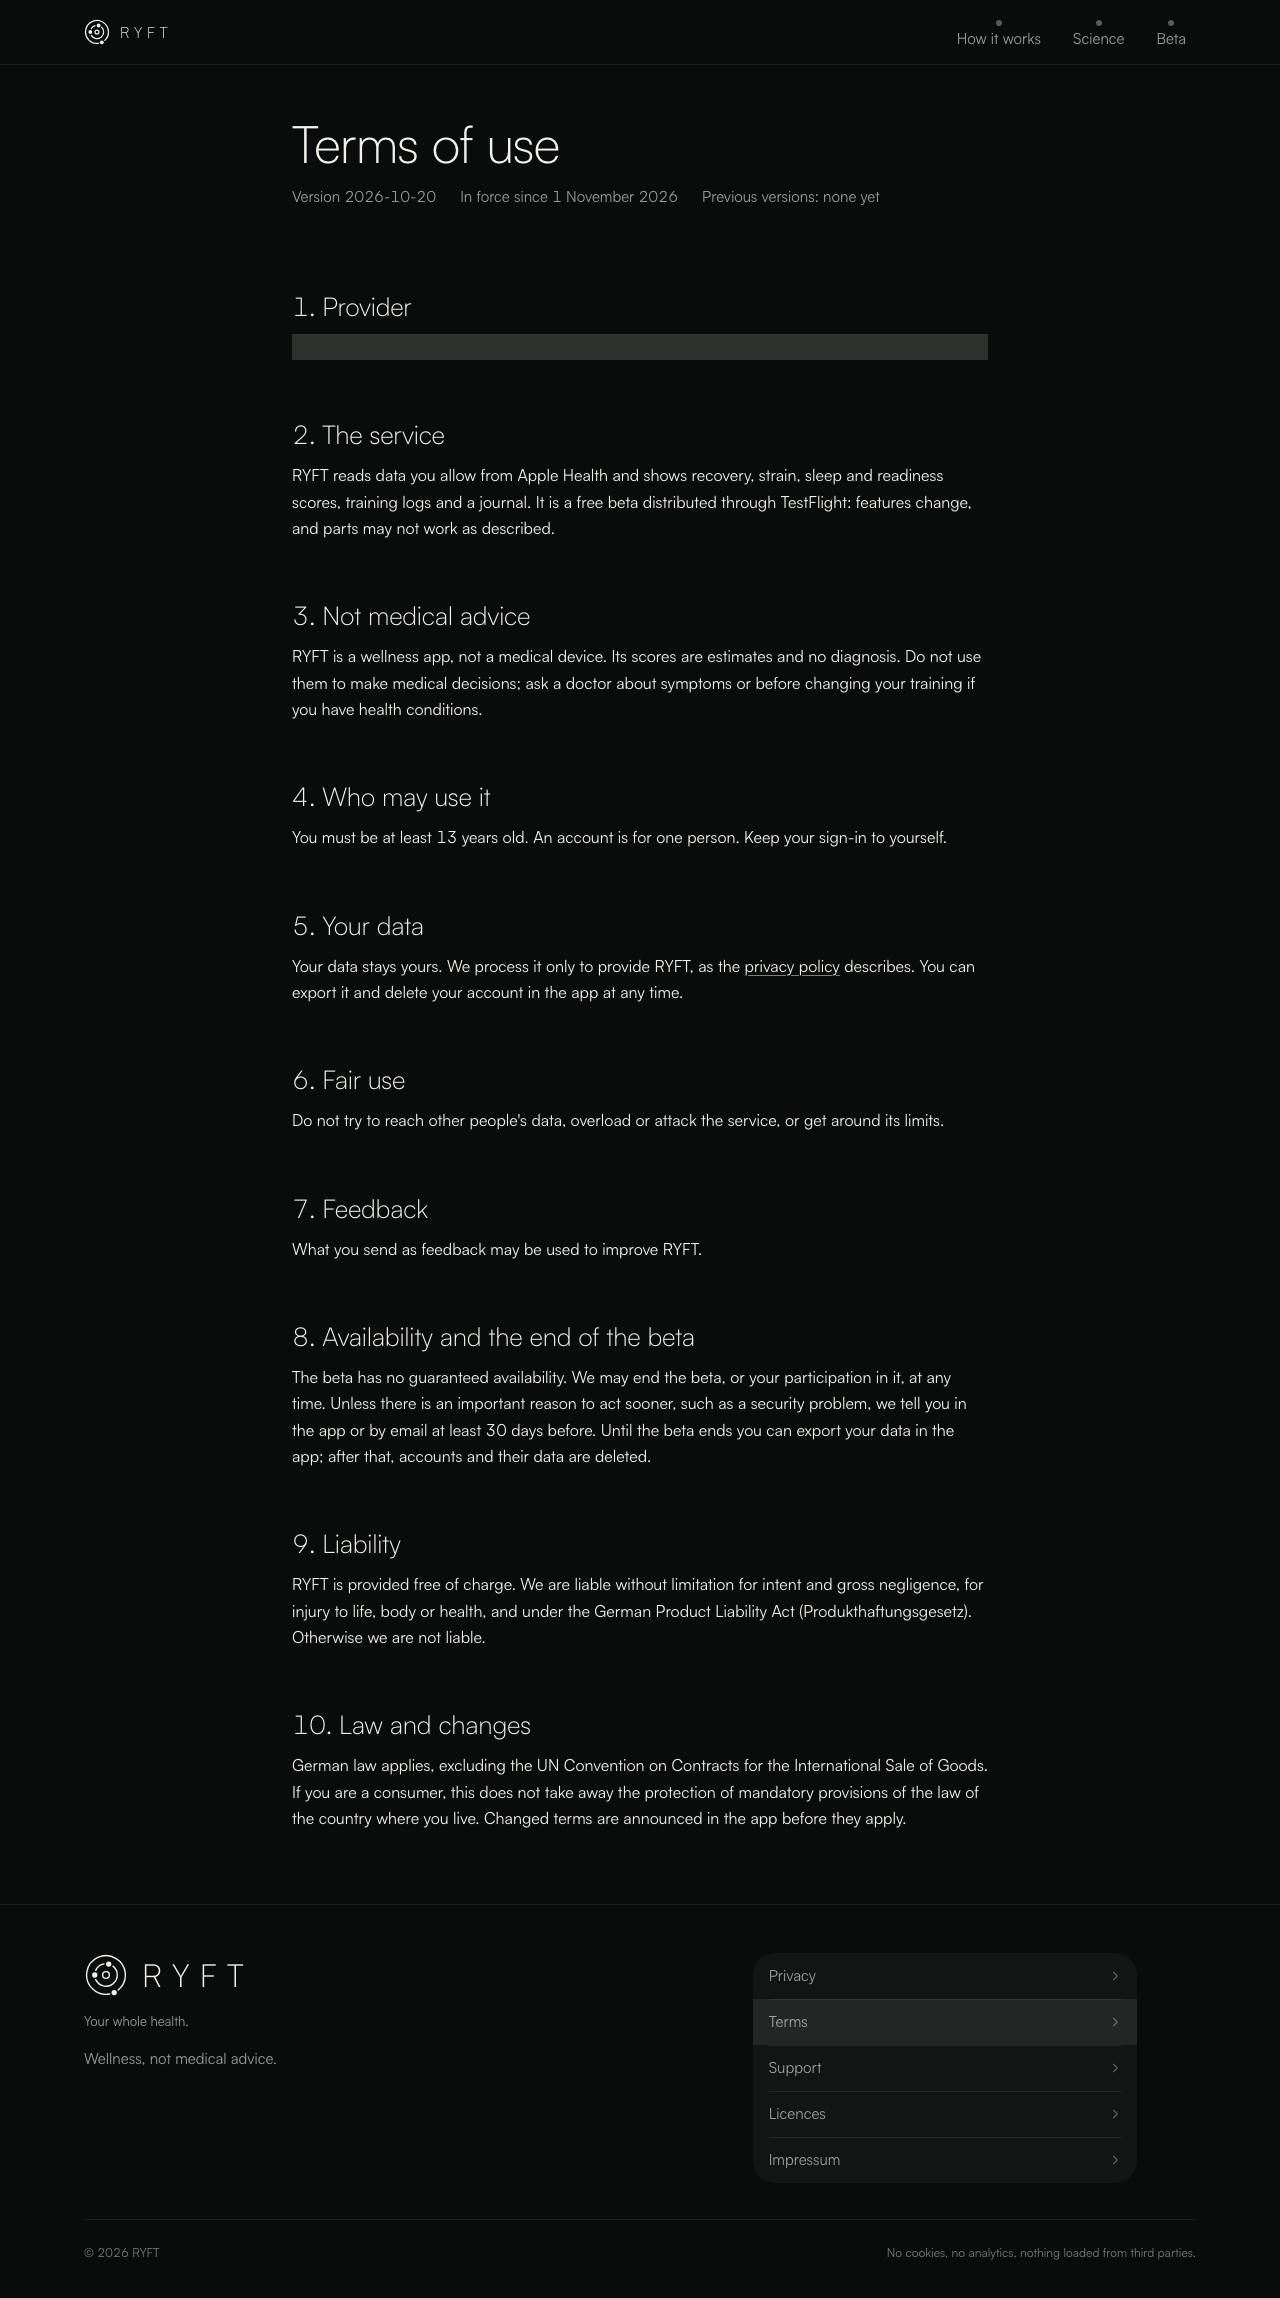 RYFT
How it works
Science
Beta
Terms of use
Version 2026-10-20 In force since 1 November 2026 Previous versions: none yet
1. Provider
2. The service
RYFT reads data you allow from Apple Health and shows recovery, strain, sleep and readiness
scores, training logs and a journal. It is a free beta distributed through TestFlight: features change,
and parts may not work as described.
3. Not medical advice
RYFT is a wellness app, not a medical device. Its scores are estimates and no diagnosis. Do not use
them to make medical decisions; ask a doctor about symptoms or before changing your training if
you have health conditions.
4. Who may use it
You must be at least 13 years old. An account is for one person. Keep your sign-in to yourself.
5. Your data
Your data stays yours. We process it only to provide RYFT, as the privacy policy describes. You can
export it and delete your account in the app at any time.
6. Fair use
Do not try to reach other people's data, overload or attack the service, or get around its limits.
7. Feedback
What you send as feedback may be used to improve RYFT.
8. Availability and the end of the beta
The beta has no guaranteed availability. We may end the beta, or your participation in it, at any
time. Unless there is an important reason to act sooner, such as a security problem, we tell you in
the app or by email at least 30 days before. Until the beta ends you can export your data in the
app; after that, accounts and their data are deleted.
9. Liability
RYFT is provided free of charge. We are liable without limitation for intent and gross negligence, for
injury to life, body or health, and under the German Product Liability Act (Produkthaftungsgesetz).
Otherwise we are not liable.
10. Law and changes
German law applies, excluding the UN Convention on Contracts for the International Sale of Goods.
If you are a consumer, this does not take away the protection of mandatory provisions of the law of
the country where you live. Changed terms are announced in the app before they apply.
RYFT
Your whole health.
Wellness, not medical advice.
Privacy
Terms
Support
Licences
Impressum
© 2026 RYFT
No cookies, no analytics, nothing loaded from third parties.